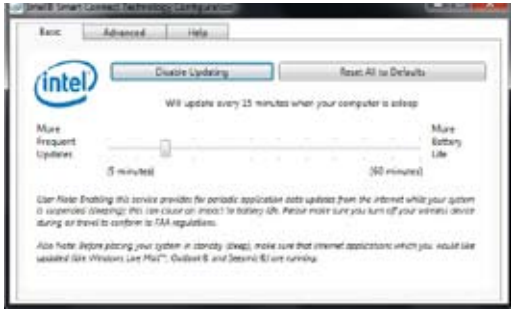 Intel® Smart Connect Technology Configuration
Basic
Advanced
Help
intel
Disable Updating
Reset All to Defaults
Will update every 15 minutes when your computer is asleep
More Frequent Updates
More Battery Life
(5 minutes)
(60 minutes)
User Note: Enabling this service provides for periodic application data updates from the internet while your system
is suspended (sleeping); this can cause an impact to battery life. Please make sure you turn off your wireless device
during air travel to conform to FAA regulations.
Also Note: Before placing your system in standby (sleep), make sure that internet applications which you would like
updated (like Windows Live Mail™, Outlook® and Seesmic®) are running.